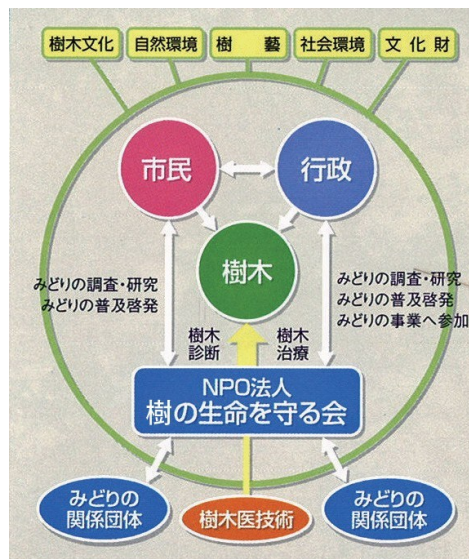 樹木文化
自然環境
樹藝
社会環境
文化財
市民
行政
樹木
みどりの調査・研究
みどりの普及啓発
みどりの調査・研究
みどりの普及啓発
みどりの事業へ参加
樹木
診断
樹木
治療
NPO法人
樹の生命を守る会
みどりの
関係団体
樹木医技術
みどりの
関係団体